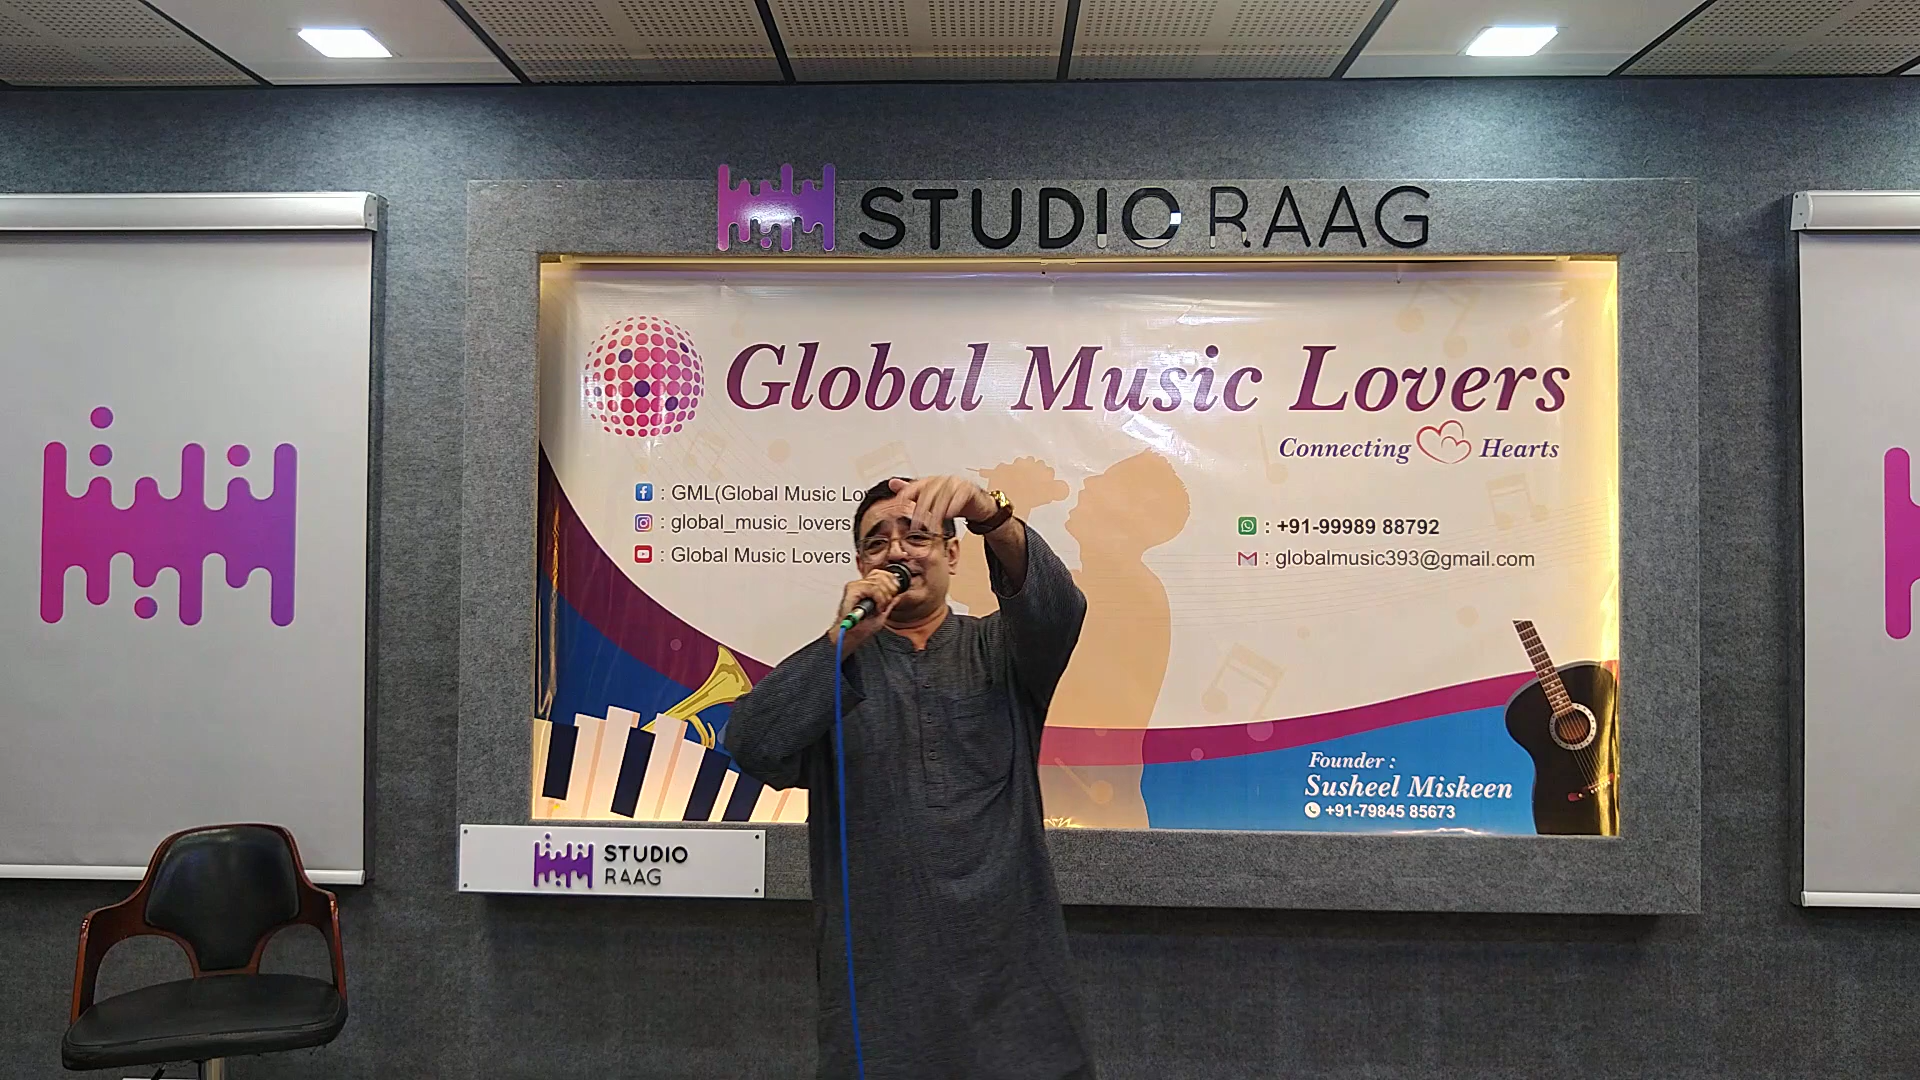 STUDIO RAAG
Global Music Lovers
Connecting Hearts
: GML(Global Music
: global_music_lovers
: Global Music Lovers
: +91-99989 88792
: globalmusic393@gmail.com
Founder :
Susheel Miskeen
+91-79845 85673
STUDIO
RAAG